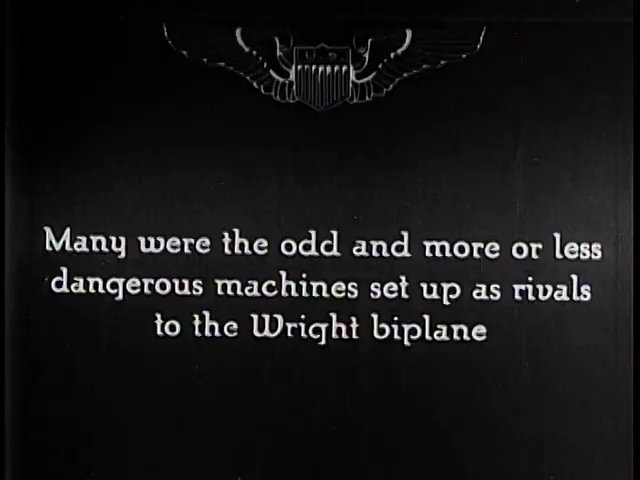 U S
Many were the odd and more or less
dangerous machines set up as rivals
to the Wright biplane